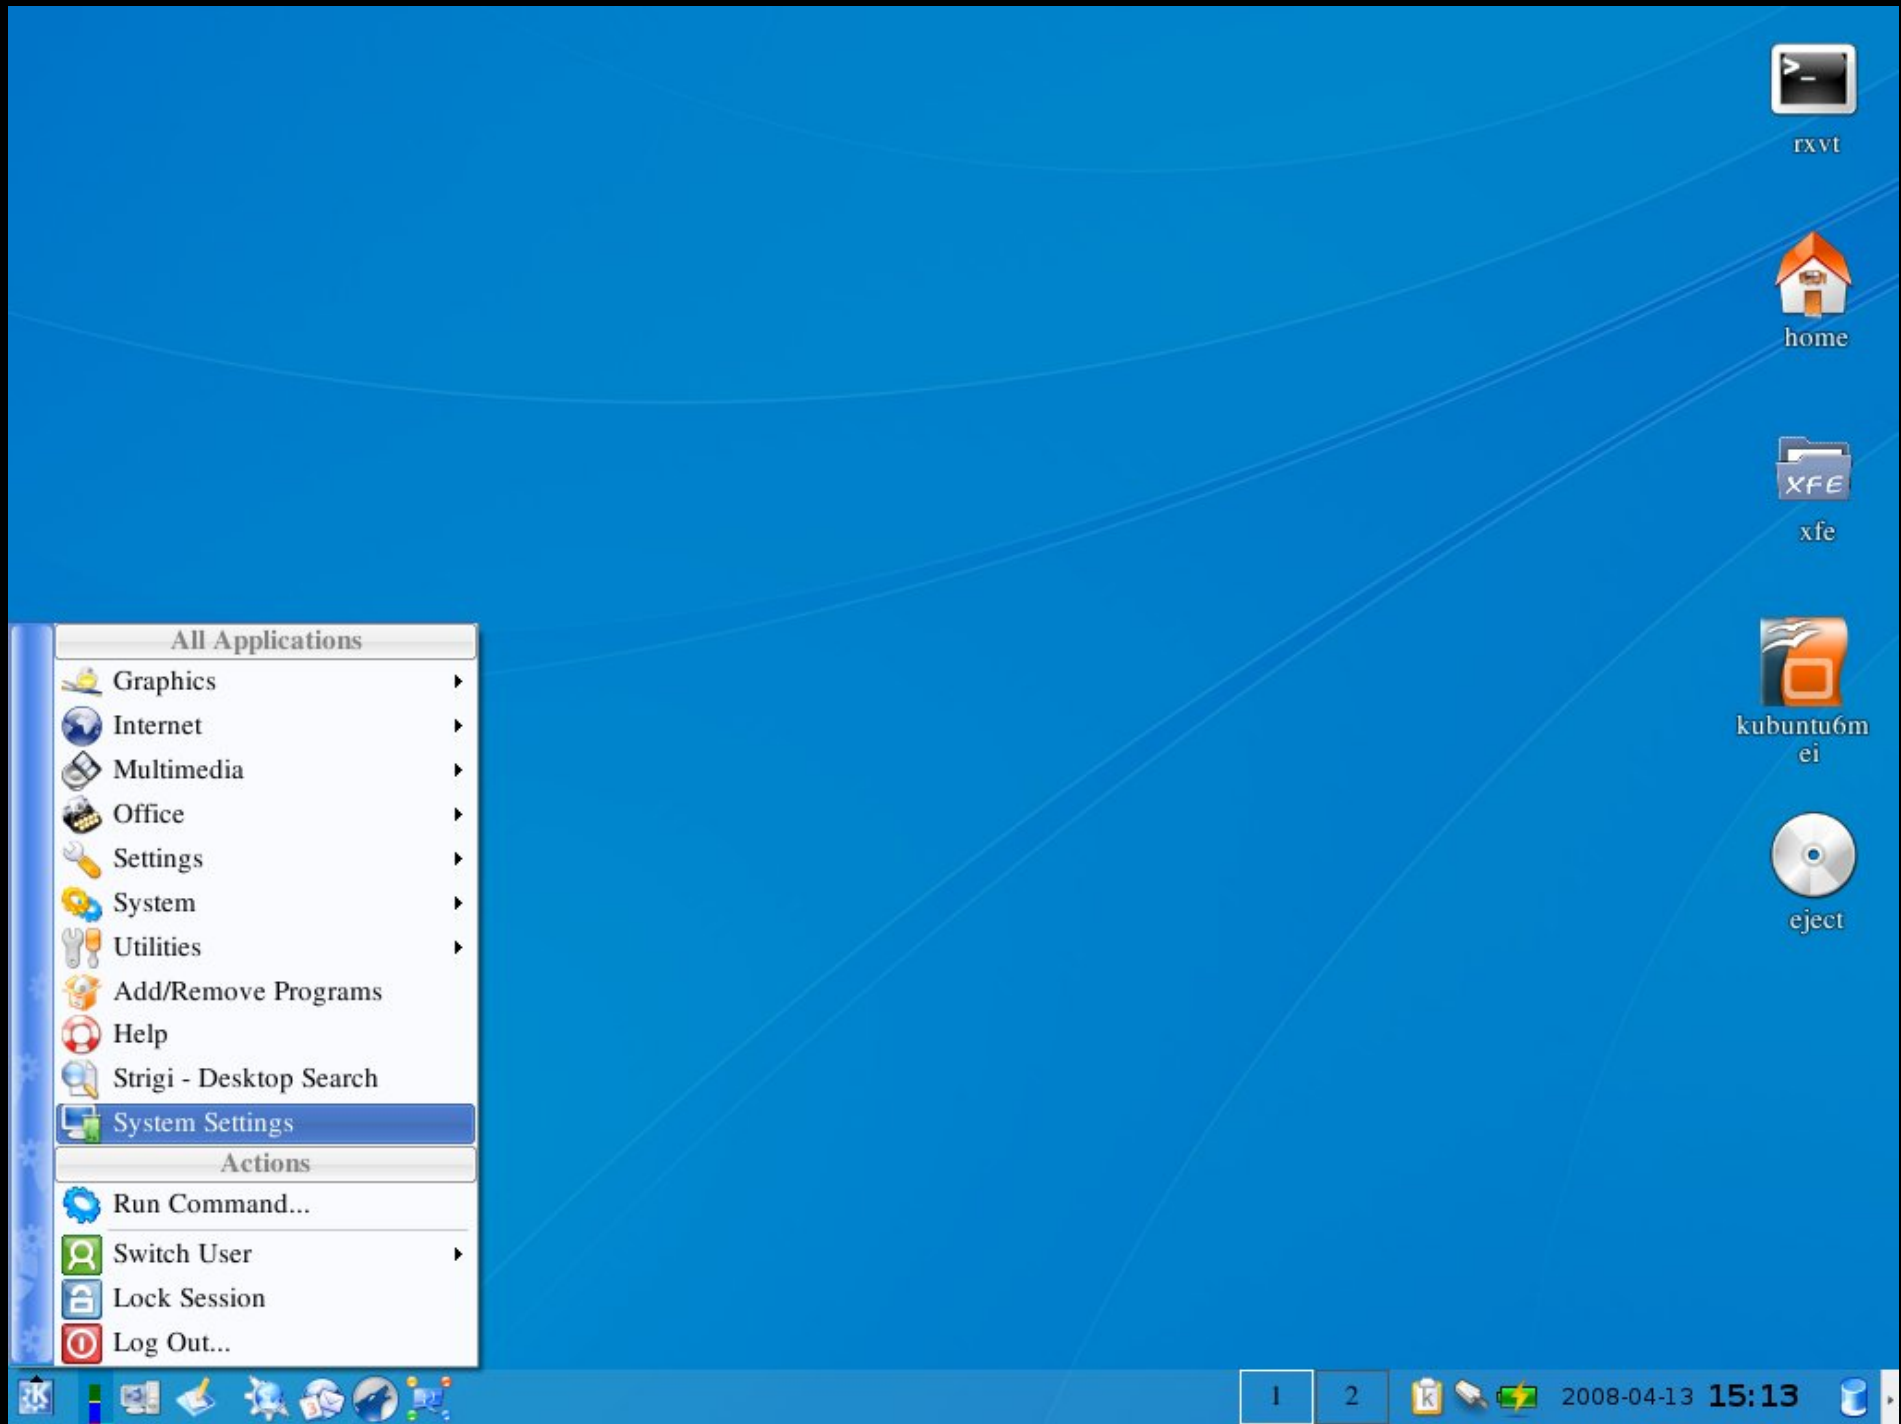 rxvt
home
XFE
xfe
kubuntu6m
ei
eject
All Applications
Graphics
Internet
Multimedia
Office
Settings
System
Utilities
Add/Remove Programs
Help
Strigi - Desktop Search
System Settings
Actions
Run Command...
Switch User
Lock Session
Log Out...
1 2 2008-04-13 15:13